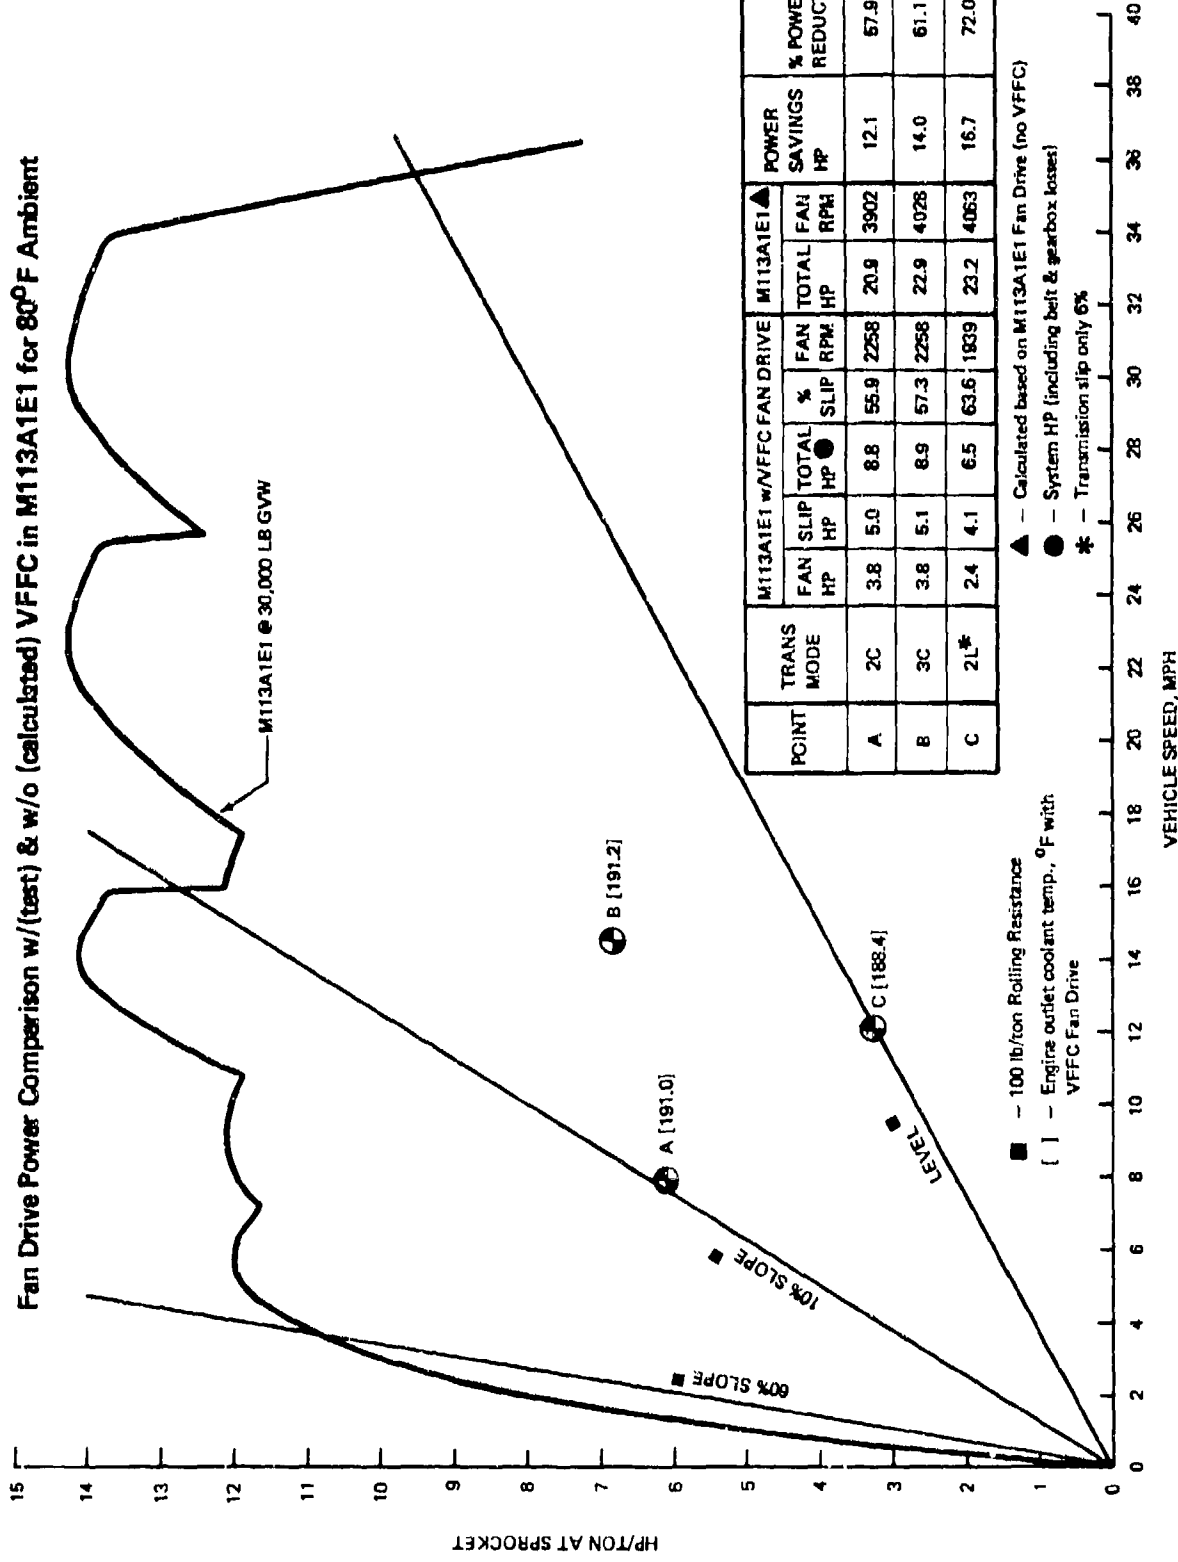 Fan Drive Power Comparison w/(test) & w/o (calculated) VFFC in M113A1E1 for 80°F Ambient
HP/TON AT SPROCKET
15
14
13
12
11
10
9
8
7
6
5
4
3
2
1
0
M113A1E1 @ 30,000 LB GVW
60% SLOPE ■
10% SLOPE ■
LEVEL ■
A [191.0]
B [191.2]
C [188.4]
POINT TRANS MODE M113A1E1 w/VFFC FAN DRIVE M113A1E1▲ POWER SAVINGS HP % POWE REDUCT
FAN HP SLIP HP TOTAL HP ● % SLIP FAN RPM TOTAL HP FAN RPM
A 2C 3.8 5.0 8.8 55.9 2258 20.9 3902 12.1 57.9
B 3C 3.8 5.1 8.9 57.3 2258 22.9 4028 14.0 61.1
C 2L* 2.4 4.1 6.5 63.6 1939 23.2 4063 16.7 72.0
■ – 100 lb/ton Rolling Resistance
[ ] – Engine outlet coolant temp., °F with
VFFC Fan Drive
▲ – Calculated based on M113A1E1 Fan Drive (no VFFC)
● – System HP (including belt & gearbox losses)
* – Transmission slip only 6%
0 2 4 6 8 10 12 14 16 18 20 22 24 26 28 30 32 34 36 38 40
VEHICLE SPEED, MPH